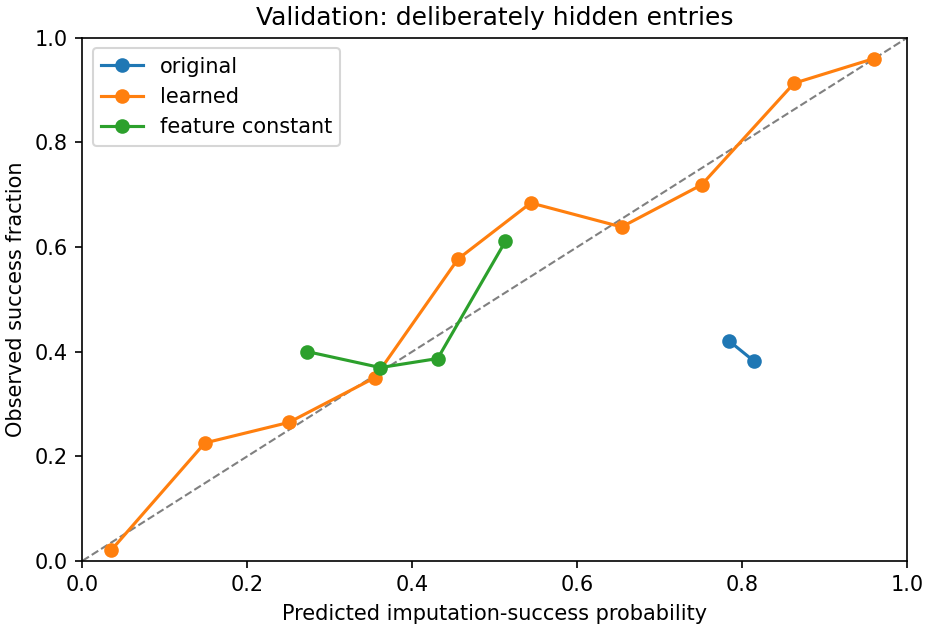 Validation: deliberately hidden entries
original
learned
feature constant
Observed success fraction
1.0
0.8
0.6
0.4
0.2
0.0
0.0 0.2 0.4 0.6 0.8 1.0
Predicted imputation-success probability